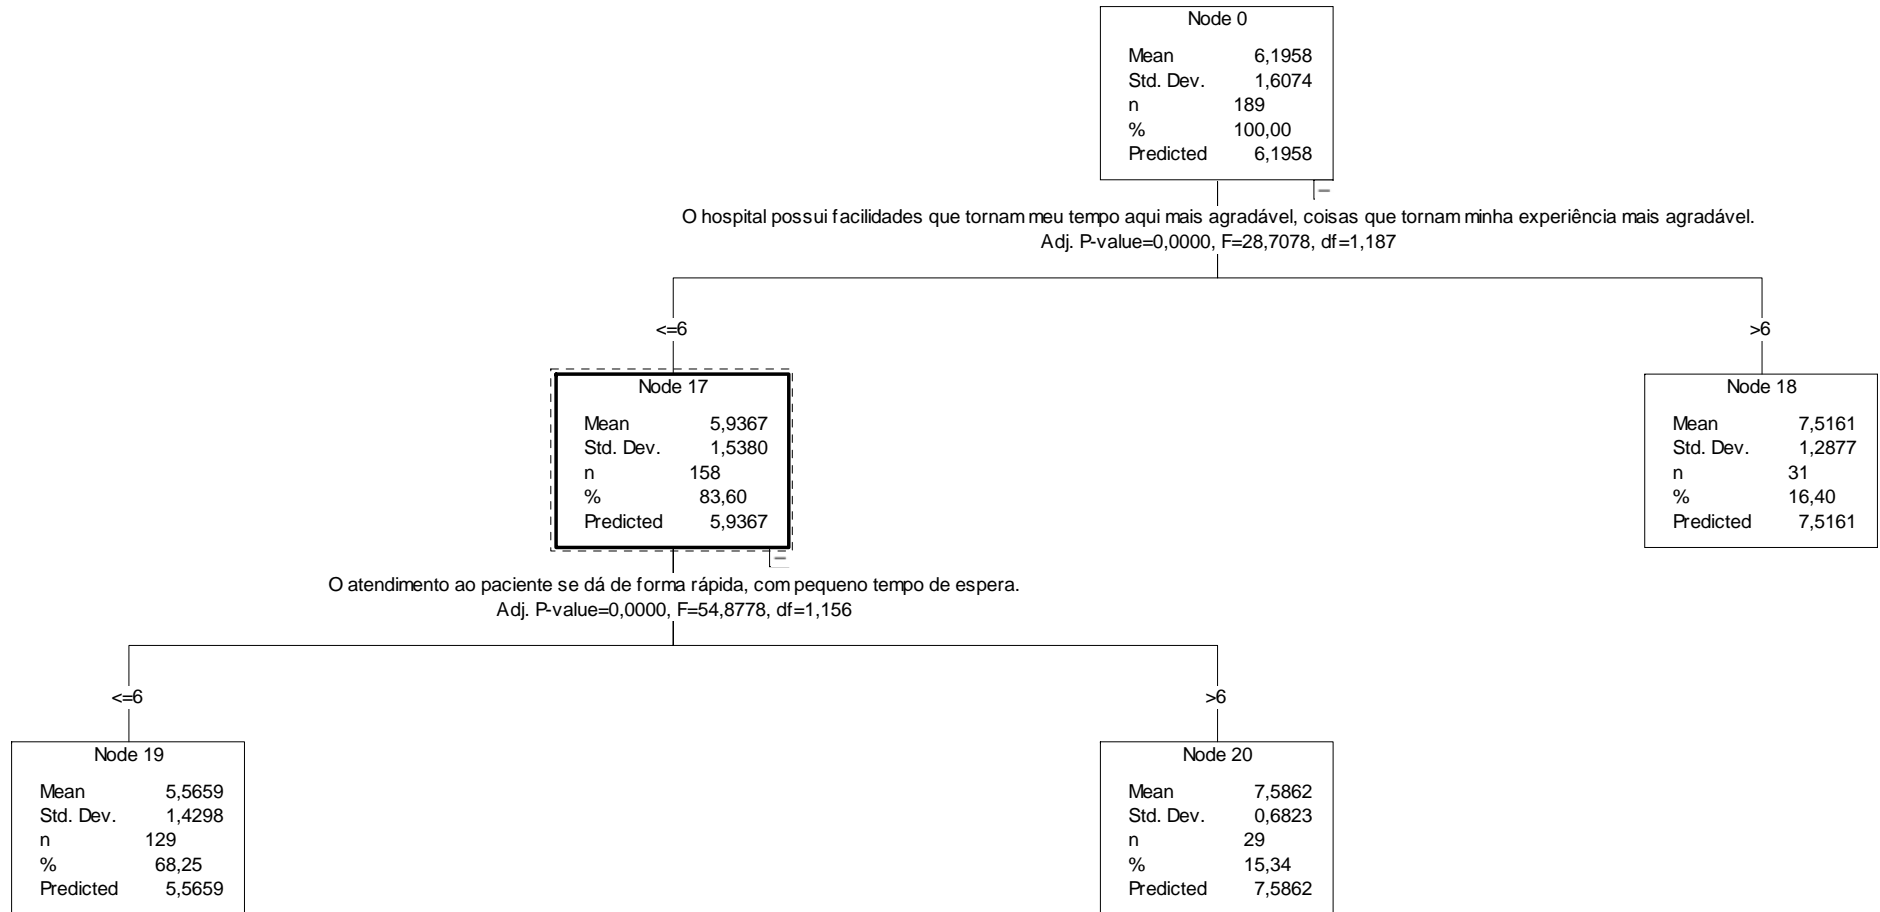 Node 0
Mean 6,1958
Std. Dev. 1,6074
n 189
% 100,00
Predicted 6,1958
O hospital possui facilidades que tornam meu tempo aqui mais agradável, coisas que tornam minha experiência mais agradável.
Adj. P-value=0,0000, F=28,7078, df=1,187
<=6
>6
Node 17
Mean 5,9367
Std. Dev. 1,5380
n 158
% 83,60
Predicted 5,9367
Node 18
Mean 7,5161
Std. Dev. 1,2877
n 31
% 16,40
Predicted 7,5161
O atendimento ao paciente se dá de forma rápida, com pequeno tempo de espera.
Adj. P-value=0,0000, F=54,8778, df=1,156
<=6
>6
Node 19
Mean 5,5659
Std. Dev. 1,4298
n 129
% 68,25
Predicted 5,5659
Node 20
Mean 7,5862
Std. Dev. 0,6823
n 29
% 15,34
Predicted 7,5862